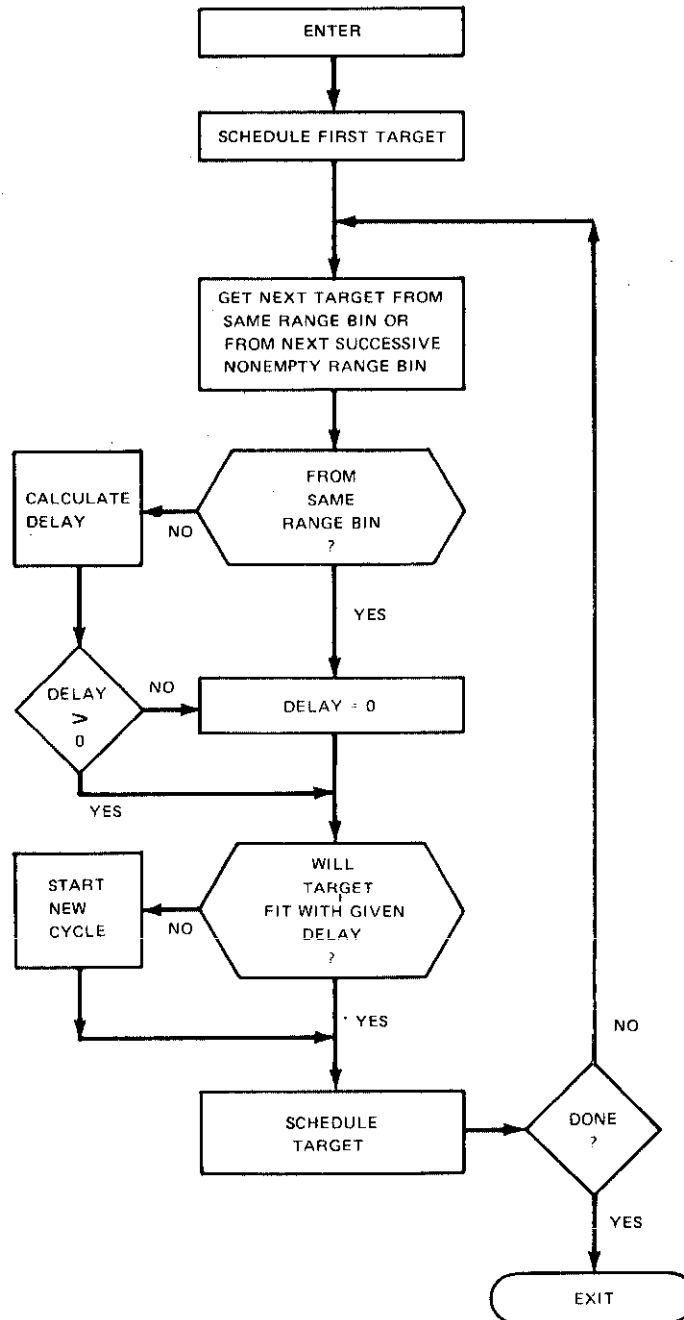 ENTER
SCHEDULE FIRST TARGET
GET NEXT TARGET FROM
SAME RANGE BIN OR
FROM NEXT SUCCESSIVE
NONEMPTY RANGE BIN
FROM
SAME
RANGE BIN
?
NO
CALCULATE
DELAY
YES
DELAY
>
0
NO
DELAY = 0
YES
WILL
TARGET
FIT WITH GIVEN
DELAY
?
NO
START
NEW
CYCLE
YES
SCHEDULE
TARGET
DONE
?
NO
YES
EXIT